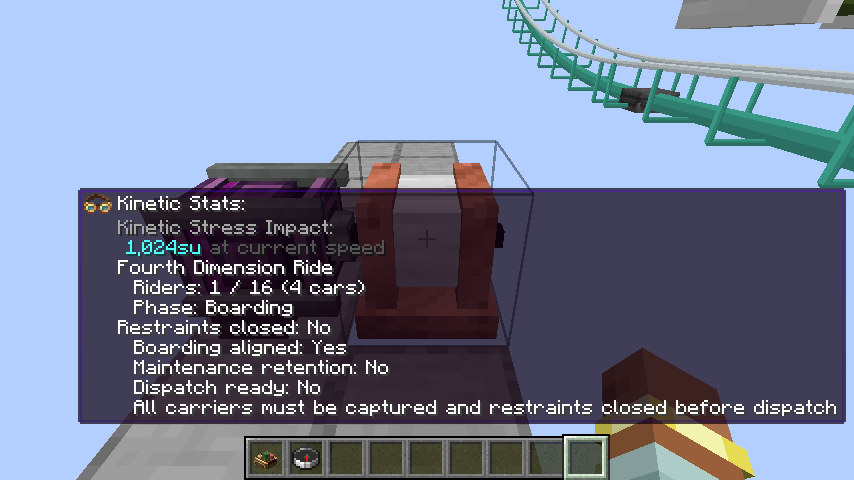 Kinetic Stats:
Kinetic Stress Impact:
1,024su at current speed
Fourth Dimension Ride
Riders: 1 / 16 (4 cars)
Phase: Boarding
Restraints closed: No
Boarding aligned: Yes
Maintenance retention: No
Dispatch ready: No
All carriers must be captured and restraints closed before dispatch